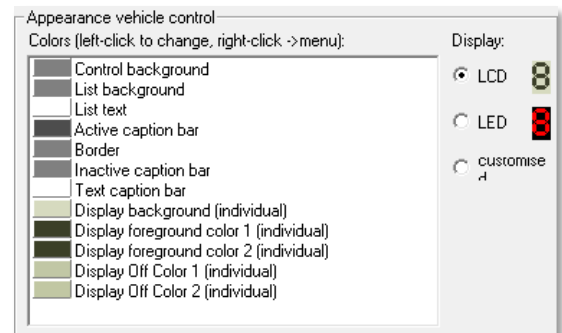 Appearance vehicle control
Colors (left-click to change, right-click ->menu):
Control background
List background
List text
Active caption bar
Border
Inactive caption bar
Text caption bar
Display background (individual)
Display foreground color 1 (individual)
Display foreground color 2 (individual)
Display Off Color 1 (individual)
Display Off Color 2 (individual)
Display:
LCD 8
LED 8
customise
d